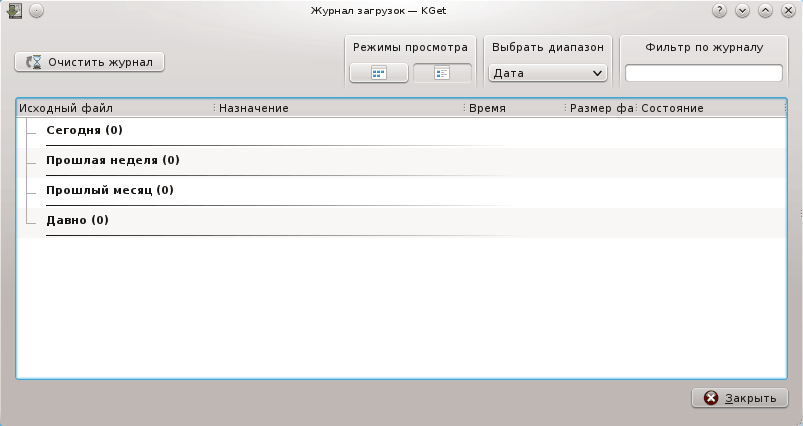 Журнал загрузок — KGet
Очистить журнал
Режимы просмотра
Выбрать диапазон
Дата
Фильтр по журналу
Исходный файл Назначение Время Размер фа Состояние
Сегодня (0)
Прошлая неделя (0)
Прошлый месяц (0)
Давно (0)
Закрыть